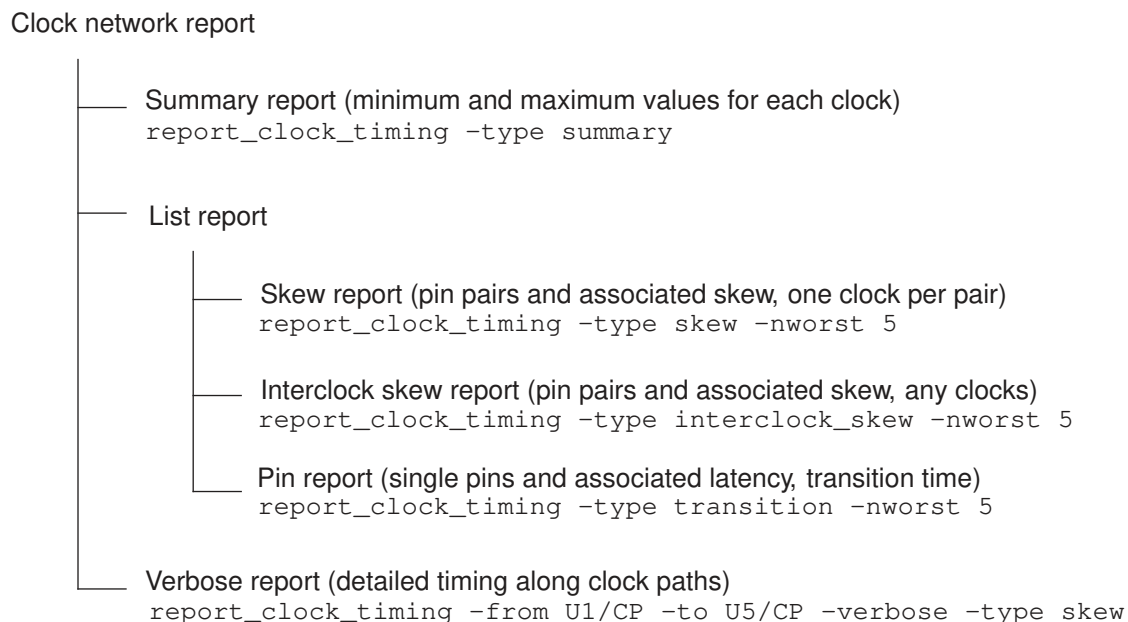 Clock network report
Summary report (minimum and maximum values for each clock)
report_clock_timing -type summary
List report
Skew report (pin pairs and associated skew, one clock per pair)
report_clock_timing -type skew -nworst 5
Interclock skew report (pin pairs and associated skew, any clocks)
report_clock_timing -type interclock_skew -nworst 5
Pin report (single pins and associated latency, transition time)
report_clock_timing -type transition -nworst 5
Verbose report (detailed timing along clock paths)
report_clock_timing -from U1/CP -to U5/CP -verbose -type skew